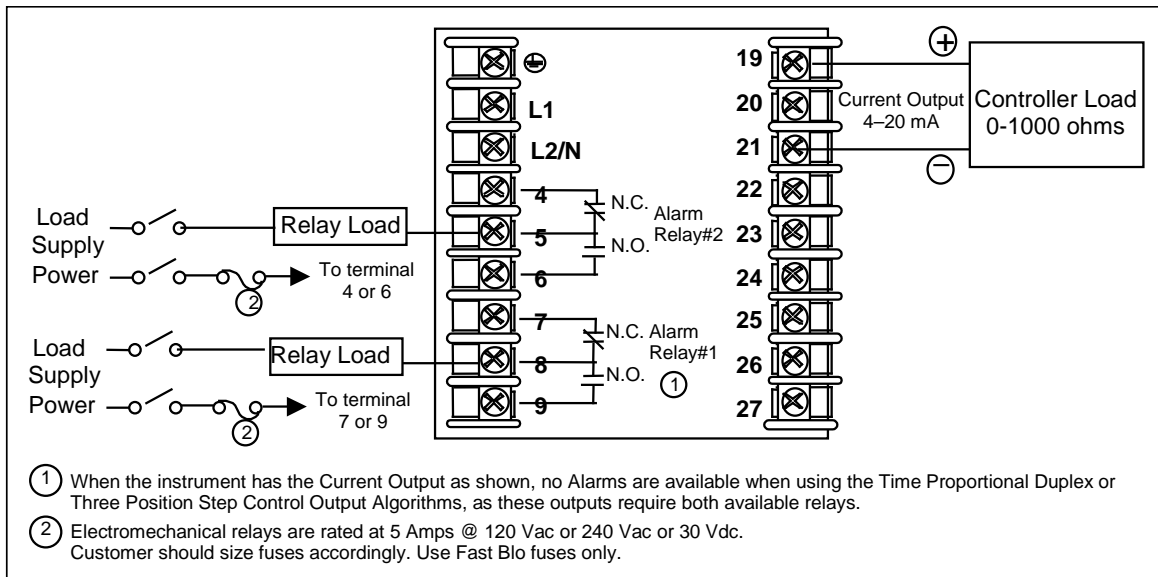 19
20
21
22
23
24
25
26
27
L1
L2/N
4
5
6
7
8
9
+
−
Current Output
4–20 mA
Controller Load
0-1000 ohms
Load
Supply
Power
Relay Load
2
To terminal
4 or 6
N.C.
N.O.
Alarm
Relay#2
Load
Supply
Power
Relay Load
2
To terminal
7 or 9
N.C.
N.O.
Alarm
Relay#1
1
1 When the instrument has the Current Output as shown, no Alarms are available when using the Time Proportional Duplex or
Three Position Step Control Output Algorithms, as these outputs require both available relays.
2 Electromechanical relays are rated at 5 Amps @ 120 Vac or 240 Vac or 30 Vdc.
Customer should size fuses accordingly. Use Fast Blo fuses only.